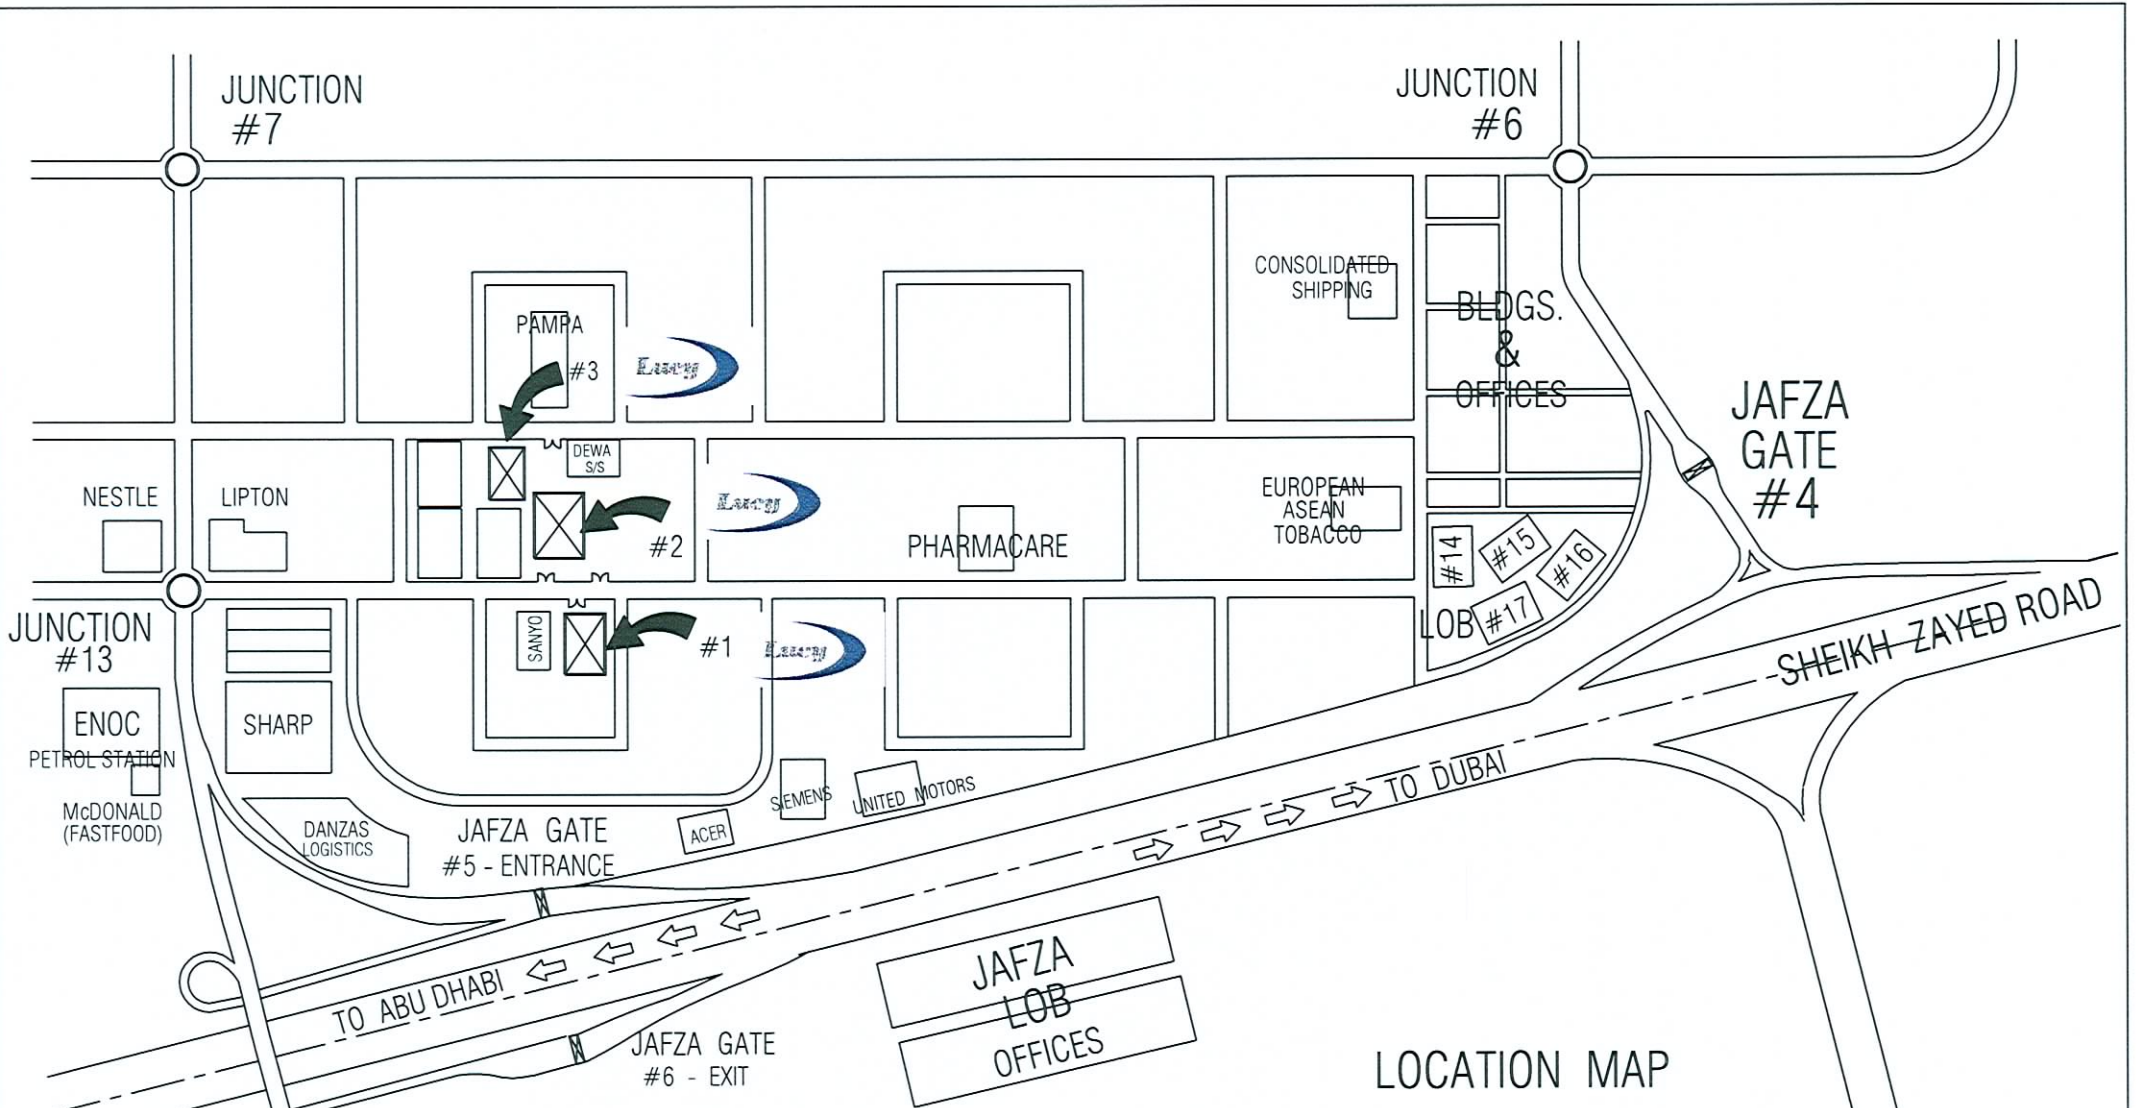 JUNCTION
#7
JUNCTION
#6
CONSOLIDATED
SHIPPING
BLDGS.
&
OFFICES
PAMPA
#3
Lucy
JAFZA
GATE
#4
DEWA
S/S
NESTLE
LIPTON
Lucy
#2
PHARMACARE
EUROPEAN
ASEAN
TOBACCO
#14
#15
#16
#17
LOB
JUNCTION
#13
SANYO
#1
Lucy
SHEIKH ZAYED ROAD
ENOC
PETROL STATION
SHARP
McDONALD
(FASTFOOD)
DANZAS
LOGISTICS
JAFZA GATE
#5 - ENTRANCE
ACER
SIEMENS
UNITED MOTORS
TO DUBAI
TO ABU DHABI
JAFZA
LOB
OFFICES
JAFZA GATE
#6 - EXIT
LOCATION MAP